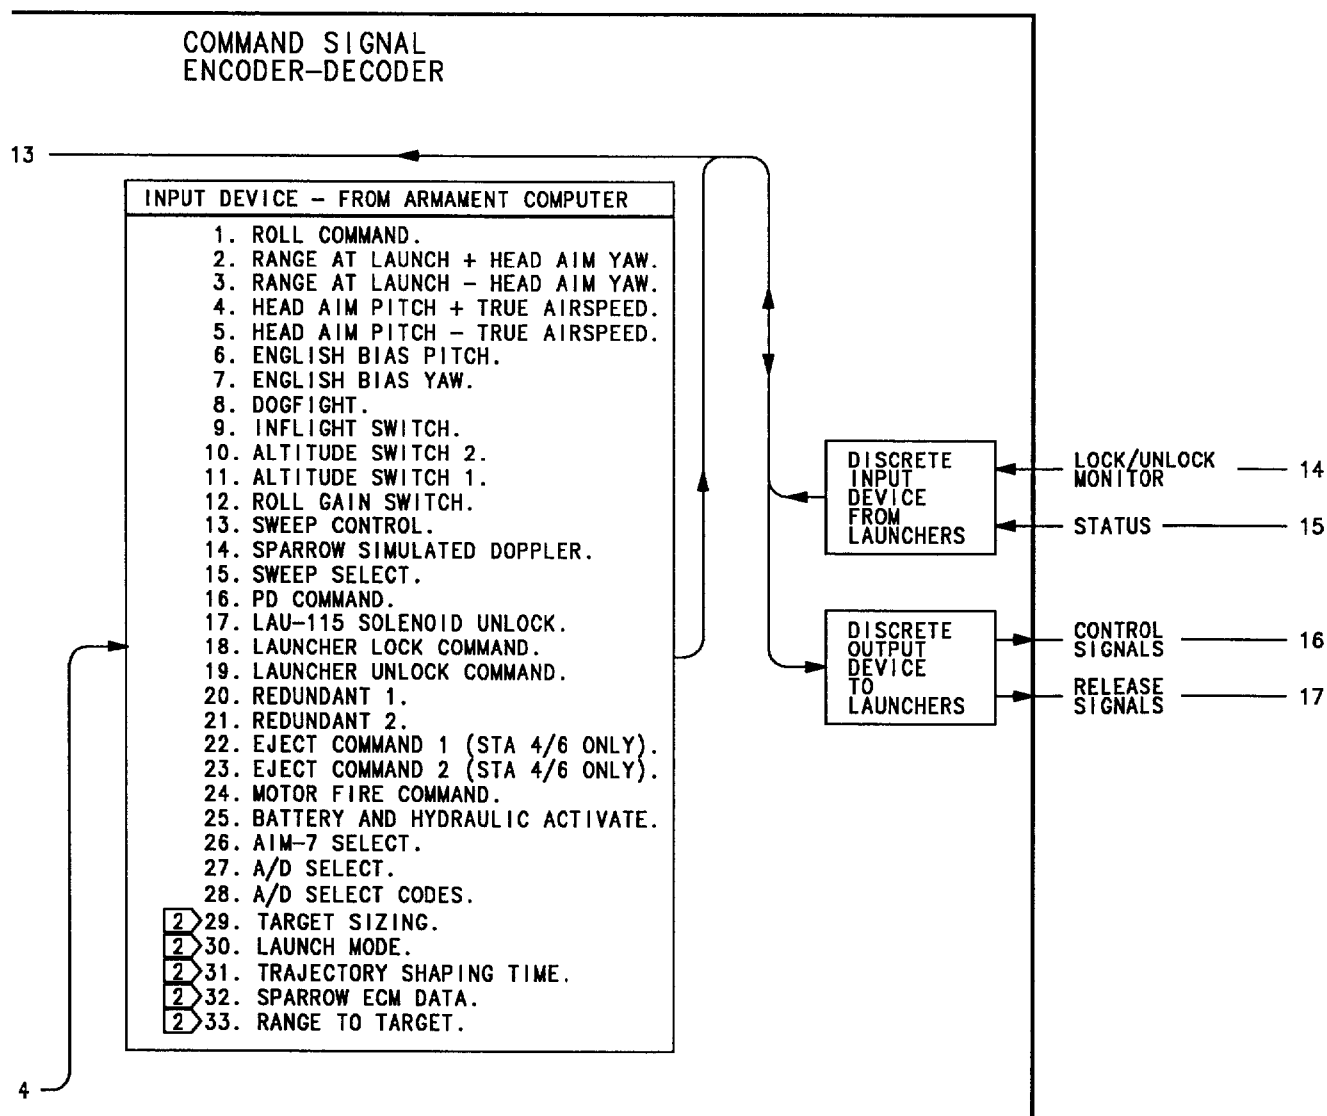 COMMAND SIGNAL
ENCODER-DECODER
13
INPUT DEVICE - FROM ARMAMENT COMPUTER
1. ROLL COMMAND.
2. RANGE AT LAUNCH + HEAD AIM YAW.
3. RANGE AT LAUNCH - HEAD AIM YAW.
4. HEAD AIM PITCH + TRUE AIRSPEED.
5. HEAD AIM PITCH - TRUE AIRSPEED.
6. ENGLISH BIAS PITCH.
7. ENGLISH BIAS YAW.
8. DOGFIGHT.
9. INFLIGHT SWITCH.
10. ALTITUDE SWITCH 2.
11. ALTITUDE SWITCH 1.
12. ROLL GAIN SWITCH.
13. SWEEP CONTROL.
14. SPARROW SIMULATED DOPPLER.
15. SWEEP SELECT.
16. PD COMMAND.
17. LAU-115 SOLENOID UNLOCK.
18. LAUNCHER LOCK COMMAND.
19. LAUNCHER UNLOCK COMMAND.
20. REDUNDANT 1.
21. REDUNDANT 2.
22. EJECT COMMAND 1 (STA 4/6 ONLY).
23. EJECT COMMAND 2 (STA 4/6 ONLY).
24. MOTOR FIRE COMMAND.
25. BATTERY AND HYDRAULIC ACTIVATE.
26. AIM-7 SELECT.
27. A/D SELECT.
28. A/D SELECT CODES.
2 29. TARGET SIZING.
2 30. LAUNCH MODE.
2 31. TRAJECTORY SHAPING TIME.
2 32. SPARROW ECM DATA.
2 33. RANGE TO TARGET.
4
DISCRETE
INPUT
DEVICE
FROM
LAUNCHERS
LOCK/UNLOCK
MONITOR
14
STATUS
15
DISCRETE
OUTPUT
DEVICE
TO
LAUNCHERS
CONTROL
SIGNALS
16
RELEASE
SIGNALS
17